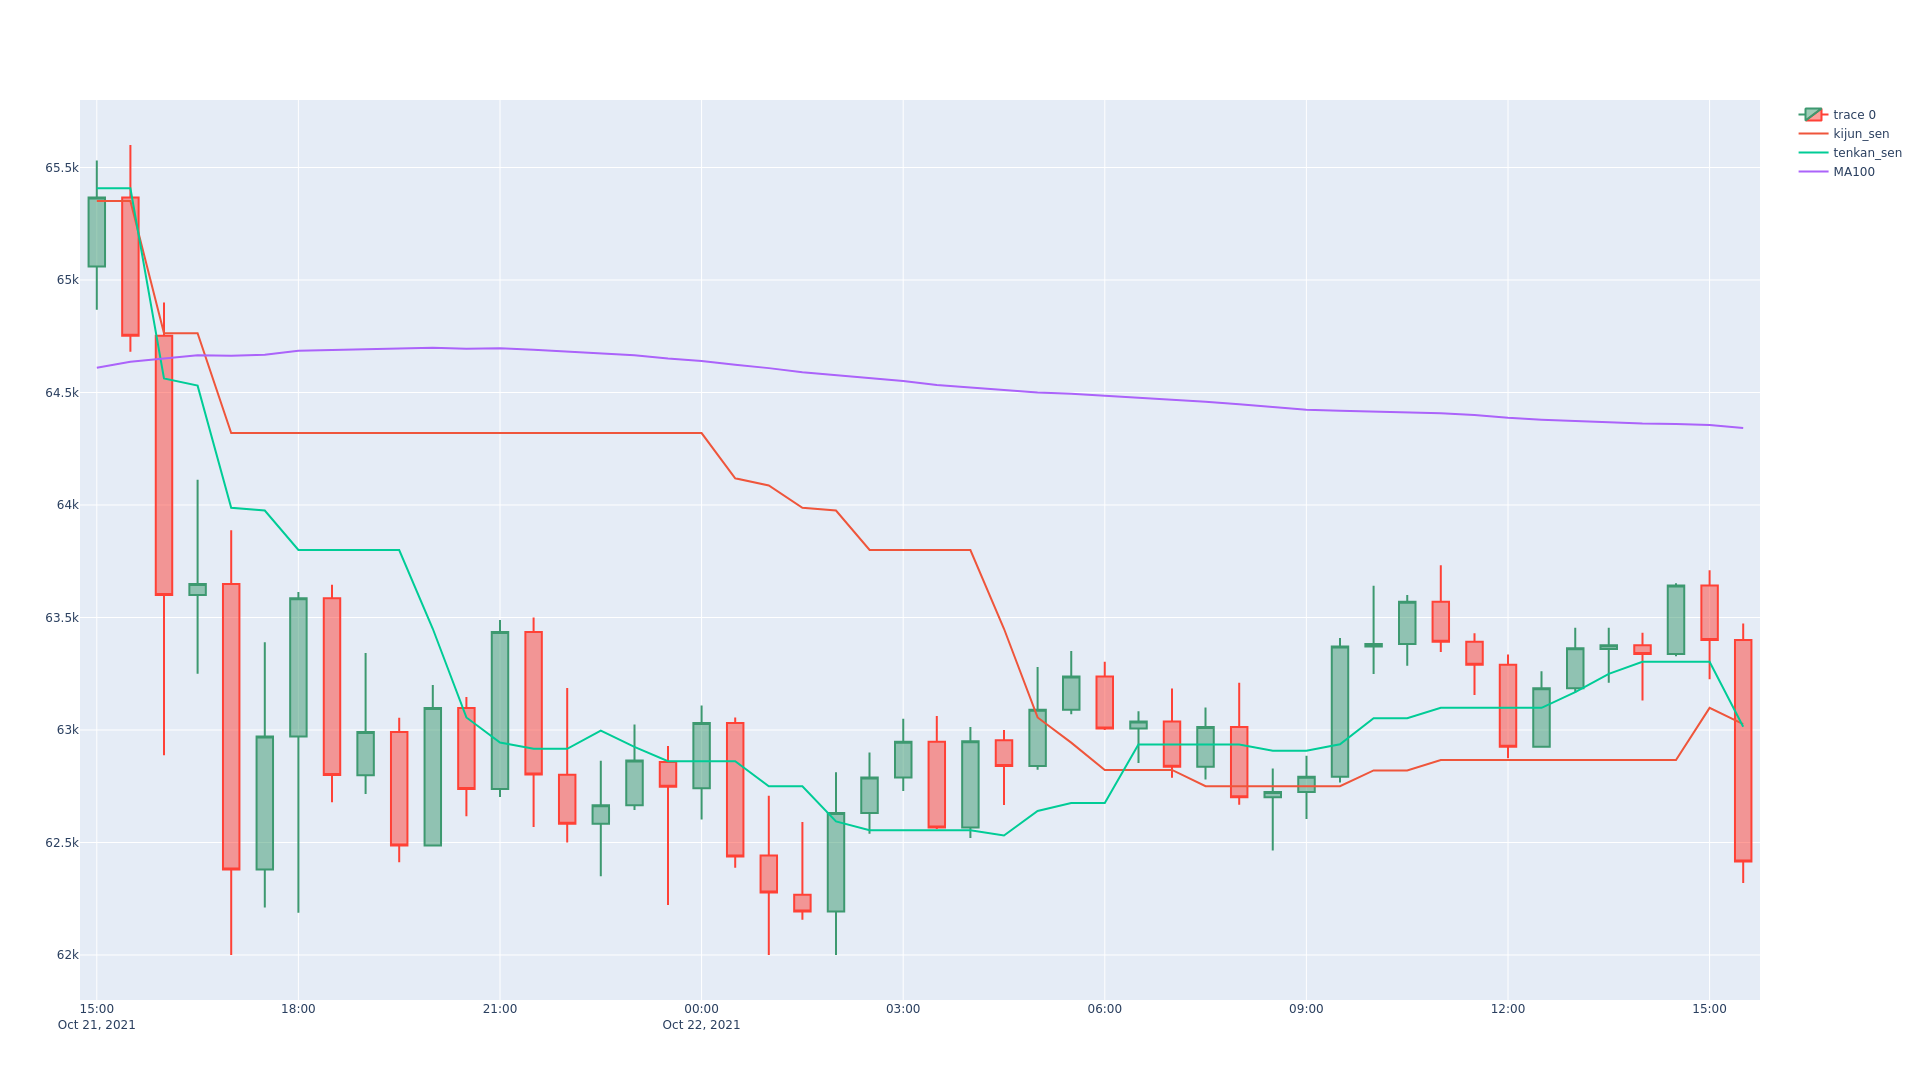 trace 0
kijun_sen
tenkan_sen
MA100
65.5k
65k
64.5k
64k
63.5k
63k
62.5k
62k
15:00 18:00 21:00 00:00 03:00 06:00 09:00 12:00 15:00
Oct 21, 2021 Oct 22, 2021